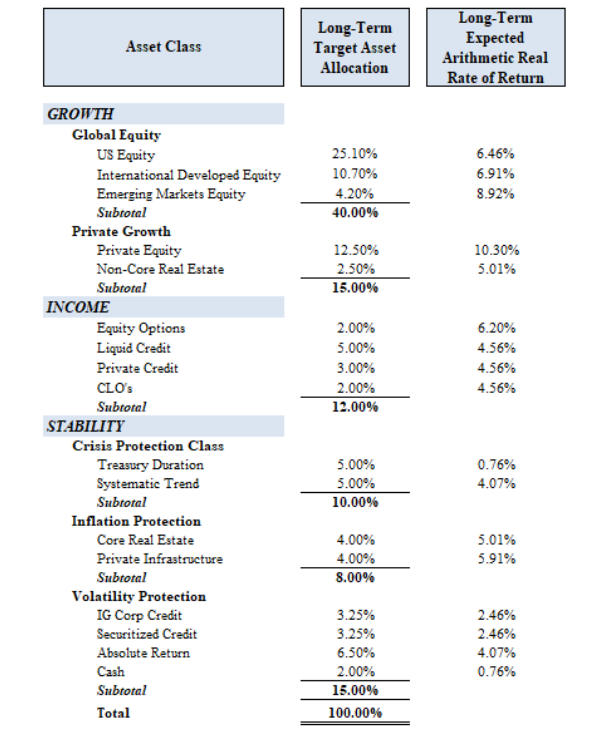 Asset Class Long-Term Target Asset Allocation Long-Term Expected Arithmetic Real Rate of Return
GROWTH
Global Equity
US Equity 25.10% 6.46%
International Developed Equity 10.70% 6.91%
Emerging Markets Equity 4.20% 8.92%
Subtotal 40.00%
Private Growth
Private Equity 12.50% 10.30%
Non-Core Real Estate 2.50% 5.01%
Subtotal 15.00%
INCOME
Equity Options 2.00% 6.20%
Liquid Credit 5.00% 4.56%
Private Credit 3.00% 4.56%
CLO's 2.00% 4.56%
Subtotal 12.00%
STABILITY
Crisis Protection Class
Treasury Duration 5.00% 0.76%
Systematic Trend 5.00% 4.07%
Subtotal 10.00%
Inflation Protection
Core Real Estate 4.00% 5.01%
Private Infrastructure 4.00% 5.91%
Subtotal 8.00%
Volatility Protection
IG Corp Credit 3.25% 2.46%
Securitized Credit 3.25% 2.46%
Absolute Return 6.50% 4.07%
Cash 2.00% 0.76%
Subtotal 15.00%
Total 100.00%